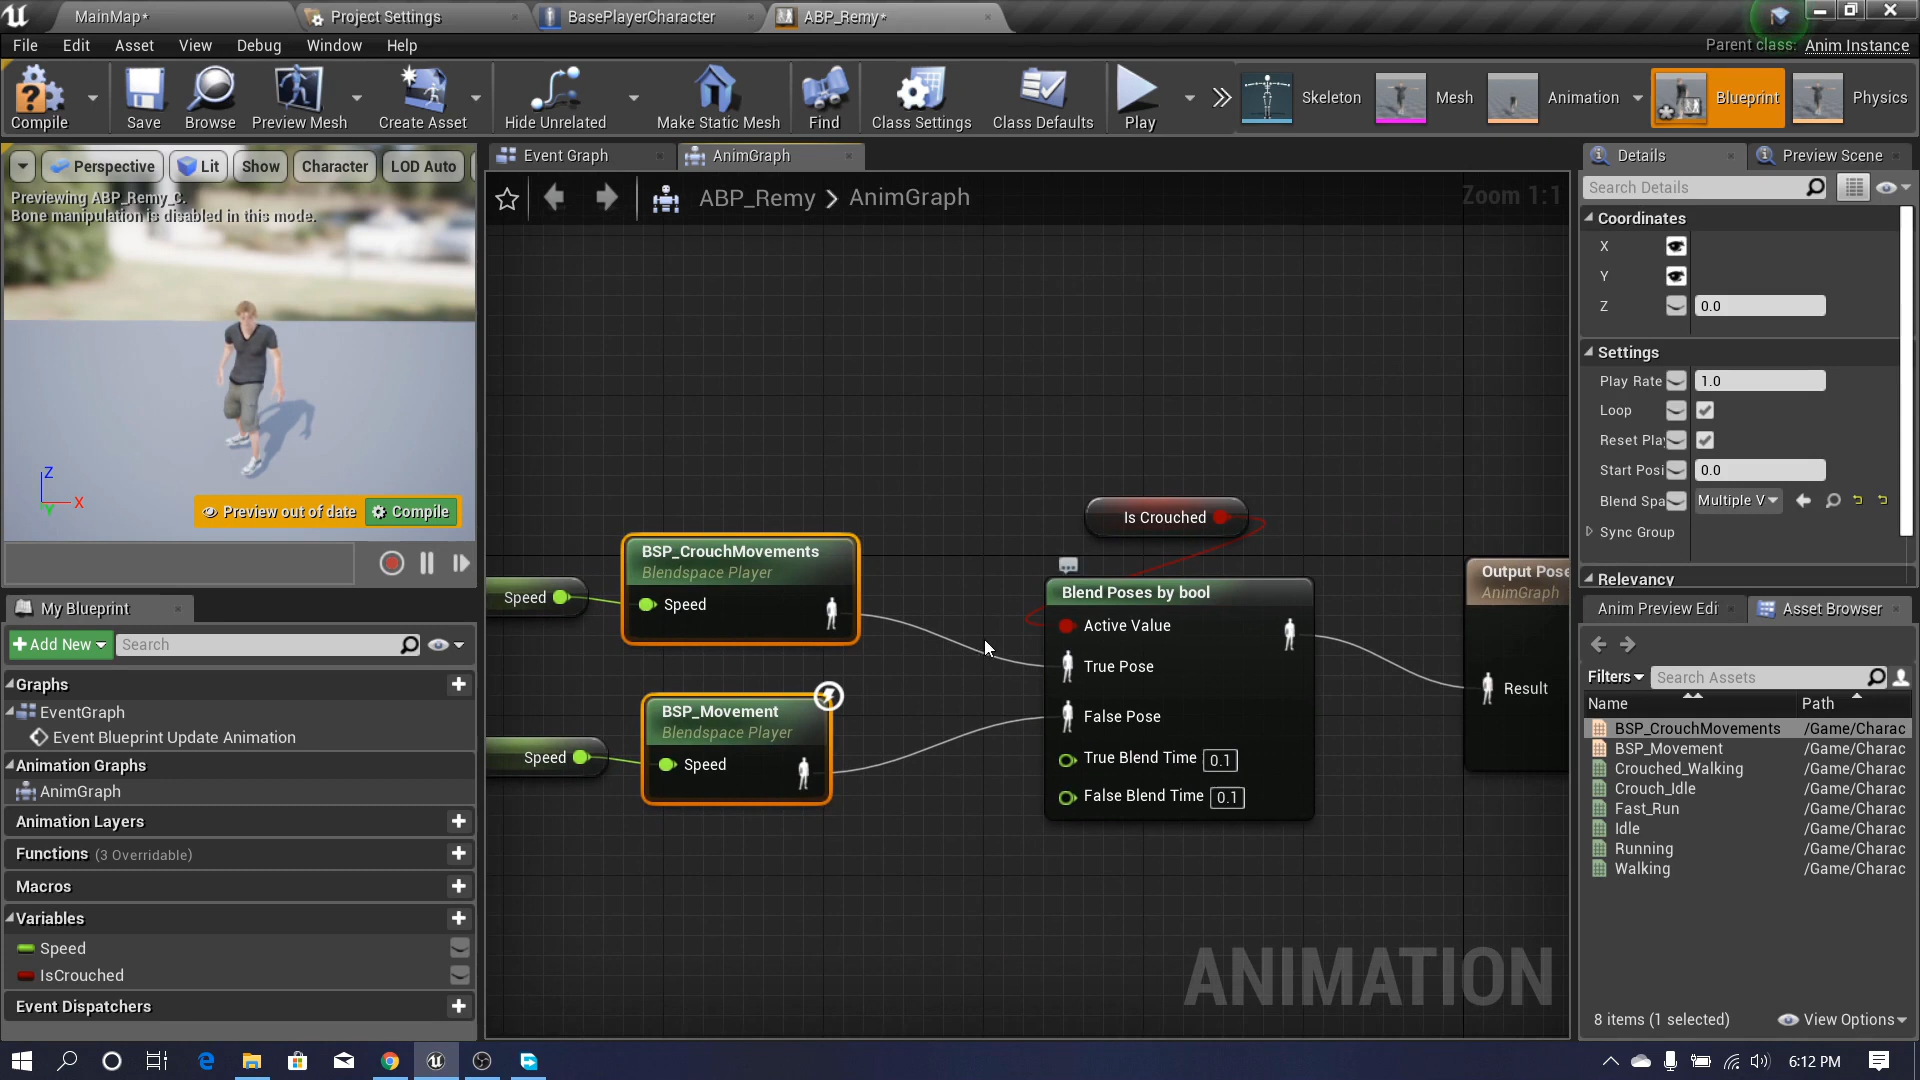 MainMap*
Project Settings
BasePlayerCharacter
ABP_Remy*
File Edit Asset View Debug Window Help
Parent class: Anim Instance
Compile
Save
Browse
Preview Mesh
Create Asset
Hide Unrelated
Make Static Mesh
Find
Class Settings
Class Defaults
Play
Skeleton
Mesh
Animation
Blueprint
Physics
Perspective
Lit
Show
Character
LOD Auto
Previewing ABP_Remy_C.
Bone manipulation is disabled in this mode.
Z
X
Y
Preview out of date
Compile
My Blueprint
Add New
Search
Graphs
EventGraph
Event Blueprint Update Animation
Animation Graphs
AnimGraph
Animation Layers
Functions (3 Overridable)
Macros
Variables
Speed
IsCrouched
Event Dispatchers
Event Graph
AnimGraph
ABP_Remy > AnimGraph
Zoom 1:1
Is Crouched
Speed
BSP_CrouchMovements
Blendspace Player
Speed
Speed
BSP_Movement
Blendspace Player
Speed
Blend Poses by bool
Active Value
True Pose
False Pose
True Blend Time 0.1
False Blend Time 0.1
Output Pose
AnimGraph
Result
ANIMATION
Details
Preview Scene
Search Details
Coordinates
X
Y
Z 0.0
Settings
Play Rate 1.0
Loop
Reset Pla
Start Posi 0.0
Blend Spa Multiple V
Sync Group
Relevancy
Anim Preview Edi
Asset Browser
Filters
Search Assets
Name Path
BSP_CrouchMovements /Game/Charac
BSP_Movement /Game/Charac
Crouched_Walking /Game/Charac
Crouch_Idle /Game/Charac
Fast_Run /Game/Charac
Idle /Game/Charac
Running /Game/Charac
Walking /Game/Charac
8 items (1 selected)
View Options
6:12 PM